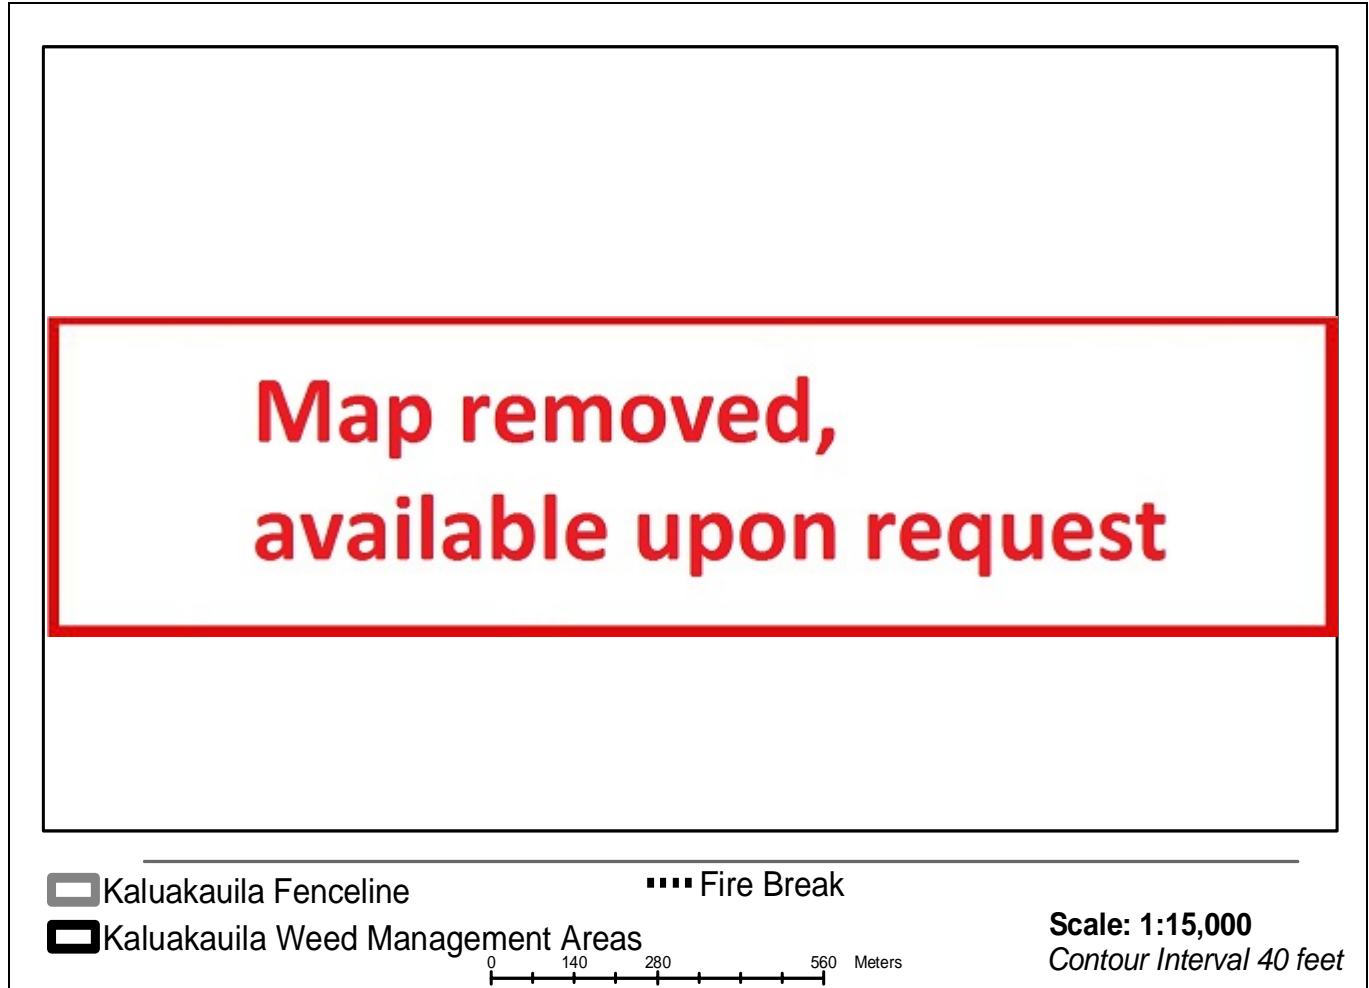 Map removed,
available upon request
Kaluakauila Fenceline
Fire Break
Kaluakauila Weed Management Areas
0 140 280 560 Meters
Scale: 1:15,000
Contour Interval 40 feet